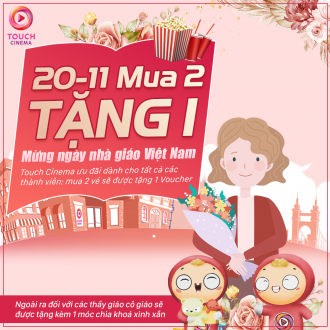 TOUCH
CINEMA
20-11 Mua 2
TẶNG 1
Mừng ngày nhà giáo Việt Nam
Touch Cinema ưu đãi dành cho tất cả các
thành viên; mua 2 vé sẽ được tặng 1 Voucher
Ngoài ra đối với các thầy giáo cô giáo sẽ
được tặng kèm 1 móc chìa khoá xinh xắn